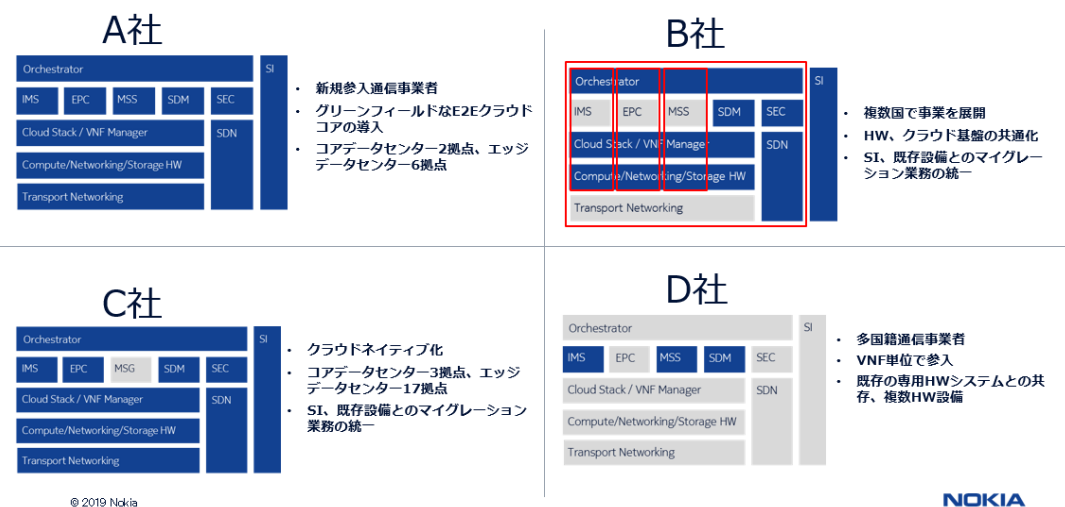 A社
Orchestrator
SI
IMS
EPC
MSS
SDM
SEC
Cloud Stack / VNF Manager
SDN
Compute/Networking/Storage HW
Transport Networking
• 新規参入通信事業者
• グリーンフィールドなE2Eクラウド
コアの導入
• コアデータセンター2拠点、エッジ
データセンター6拠点
B社
Orchestrator
SI
IMS
EPC
MSS
SDM
SEC
Cloud Stack / VNF Manager
SDN
Compute/Networking/Storage HW
Transport Networking
• 複数国で事業を展開
• HW、クラウド基盤の共通化
• SI、既存設備とのマイグレー
ション業務の統一
C社
Orchestrator
SI
IMS
EPC
MSG
SDM
SEC
Cloud Stack / VNF Manager
SDN
Compute/Networking/Storage HW
Transport Networking
• クラウドネイティブ化
• コアデータセンター3拠点、エッジ
データセンター17拠点
• SI、既存設備とのマイグレーション
業務の統一
D社
Orchestrator
SI
IMS
EPC
MSS
SDM
SEC
Cloud Stack / VNF Manager
SDN
Compute/Networking/Storage HW
Transport Networking
• 多国籍通信事業者
• VNF単位で参入
• 既存の専用HWシステムとの共
存、複数HW設備
© 2019 Nokia
NOKIA